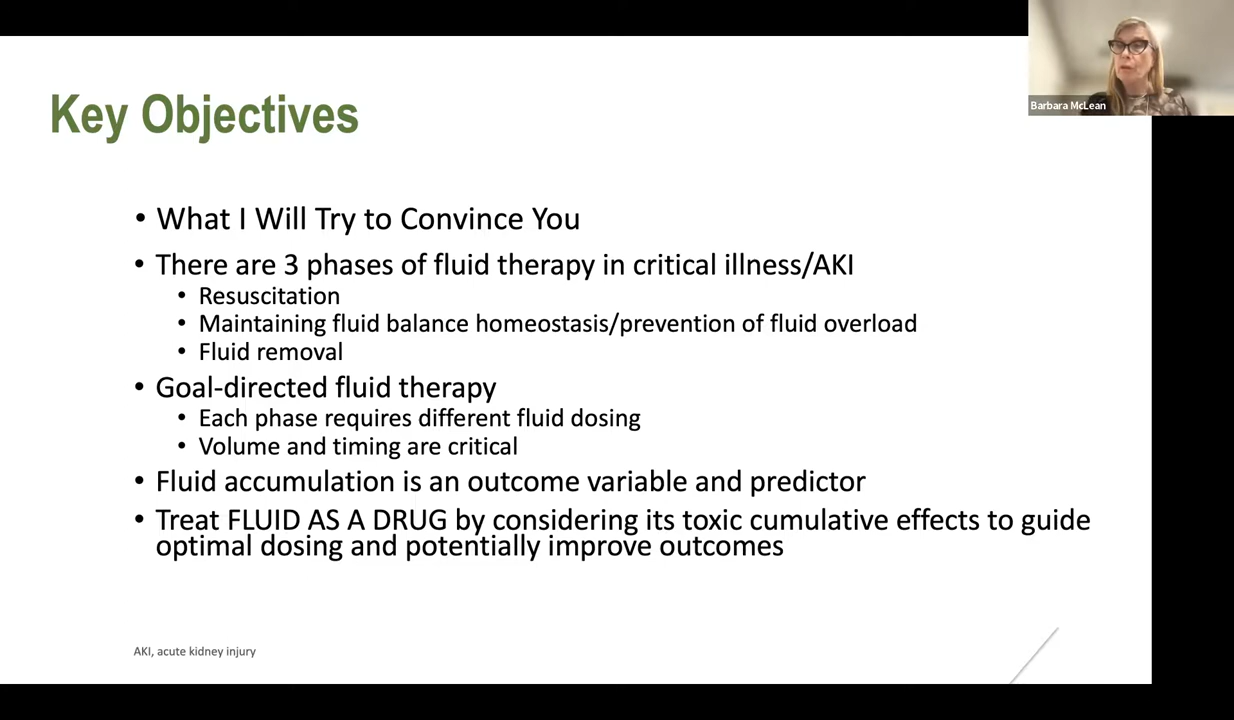 Barbara McLean
Key Objectives
• What I Will Try to Convince You
• There are 3 phases of fluid therapy in critical illness/AKI
• Resuscitation
• Maintaining fluid balance homeostasis/prevention of fluid overload
• Fluid removal
• Goal-directed fluid therapy
• Each phase requires different fluid dosing
• Volume and timing are critical
• Fluid accumulation is an outcome variable and predictor
• Treat FLUID AS A DRUG by considering its toxic cumulative effects to guide
optimal dosing and potentially improve outcomes
AKI, acute kidney injury